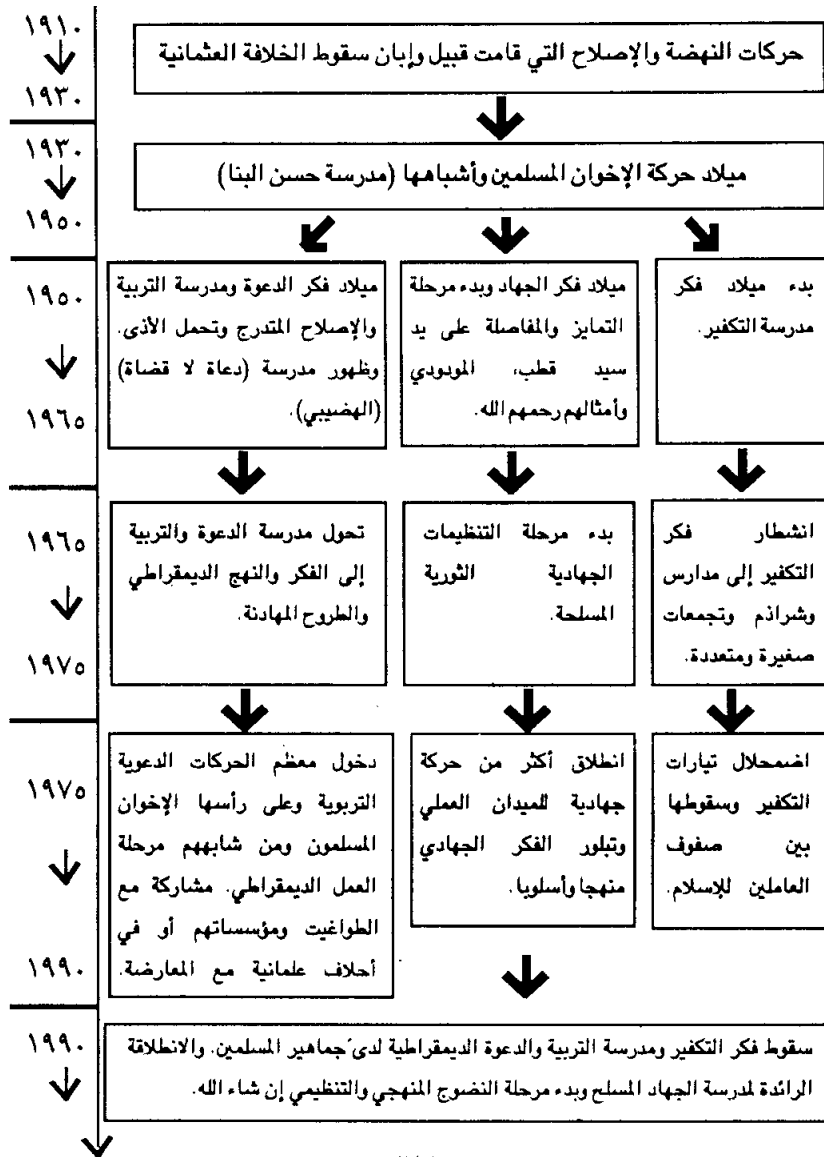 ١٩١٠
١٩٣٠
حركات النهضة والإصلاح التي قامت قبيل وإبان سقوط الخلافة العثمانية
١٩٣٠
١٩٥٠
ميلاد حركة الإخوان المسلمين وأشباهها (مدرسة حسن البنا)
١٩٥٠
١٩٦٥
بدء ميلاد فكر
مدرسة التكفير.
ميلاد فكر الجهاد وبدء مرحلة
التمايز والمفاصلة على يد
سيد قطب، المودودي
وأمثالهم رحمهم الله.
ميلاد فكر الدعوة ومدرسة التربية
والإصلاح المتدرج وتحمل الأذى.
وظهور مدرسة (دعاة لا قضاة)
(الهضيبي).
١٩٦٥
١٩٧٥
انشطار فكر
التكفير إلى مدارس
وشراذم وتجمعات
صغيرة ومتعددة.
بدء مرحلة التنظيمات
الجهادية الثورية
المسلحة.
تحول مدرسة الدعوة والتربية
إلى الفكر والنهج الديمقراطي
والطروح المهادنة.
١٩٧٥
١٩٩٠
اضمحلال تيارات
التكفير وسقوطها
بين صفوف
العاملين للإسلام.
انطلاق أكثر من حركة
جهادية للميدان العملي
وتبلور الفكر الجهادي
منهجا وأسلوبا.
دخول معظم الحركات الدعوية
التربوية وعلى رأسها الإخوان
المسلمون ومن شابههم مرحلة
العمل الديمقراطي. مشاركة مع
الطواغيت ومؤسساتهم أو في
أحلاف علمانية مع المعارضة.
١٩٩٠
سقوط فكر التكفير ومدرسة التربية والدعوة الديمقراطية لدى جماهير المسلمين. والانطلاقة
الرائدة لمدرسة الجهاد المسلح وبدء مرحلة النضوج المنهجي والتنظيمي إن شاء الله.